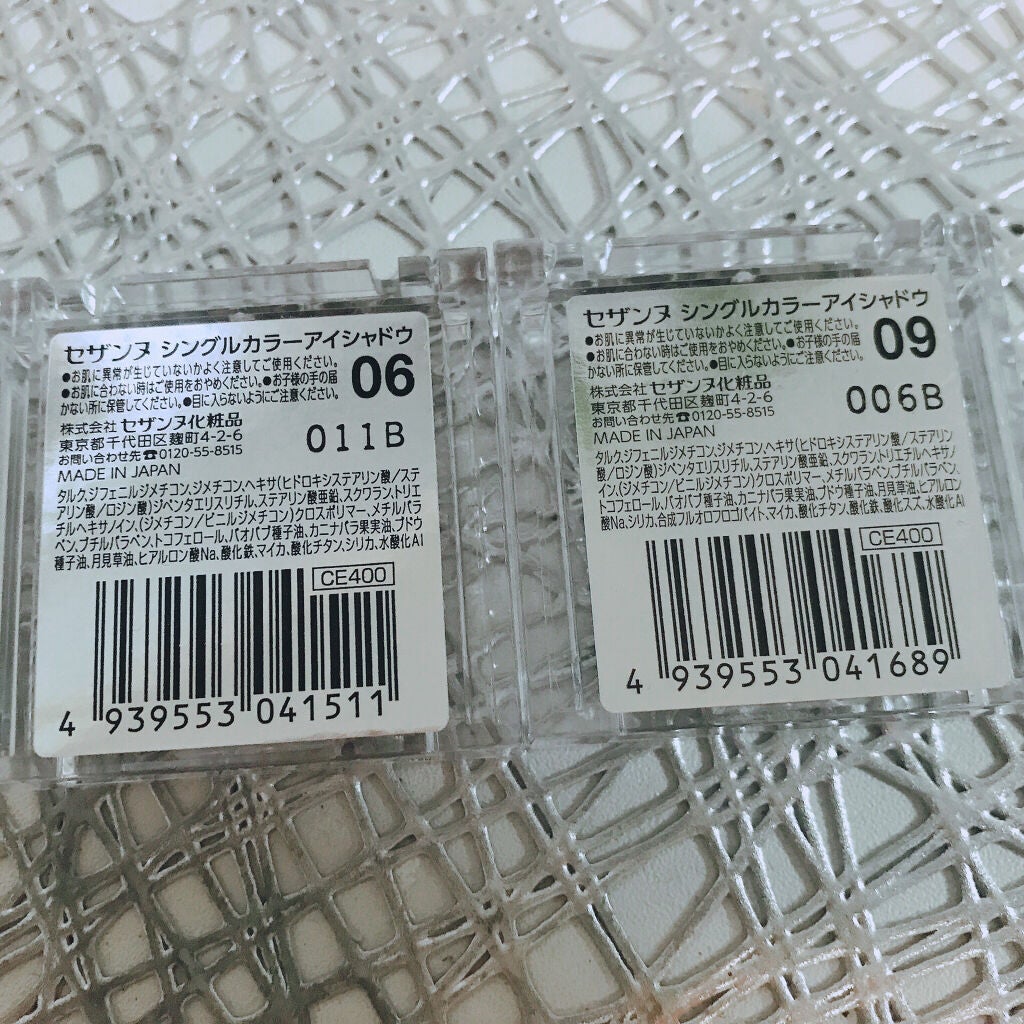 セザンヌ シングルカラーアイシャドウ
●お肌に異常が生じていないかよく注意してご使用ください。
●お肌に合わない時はご使用をおやめください。●お子様の手の届
かない所に保管してください。●目に入らないようにご注意ください。
06
株式会社 セザンヌ化粧品
東京都千代田区麹町4-2-6
お問い合わせ先☎0120-55-8515
MADE IN JAPAN
011B
タルク、ジフェニルジメチコン、ジメチコン、ヘキサ(ヒドロキシステアリン酸/ステ
アリン酸/ロジン酸)ジペンタエリスリチル、ステアリン酸亜鉛、スクワラン、トリエ
チルヘキサノイン、(ジメチコン/ビニルジメチコン)クロスポリマー、メチルパラ
ベン、ブチルパラベン、トコフェロール、バオバブ種子油、カニナバラ果実油、ブドウ
種子油、月見草油、ヒアルロン酸Na、酸化鉄、マイカ、酸化チタン、シリカ、水酸化Al
CE400
4 939553 041511
セザンヌ シングルカラーアイシャドウ
●お肌に異常が生じていないかよく注意してご使用ください。
●お肌に合わない時はご使用をおやめください。●お子様の手の届
かない所に保管してください。●目に入らないようにご注意ください。
09
株式会社 セザンヌ化粧品
東京都千代田区麹町4-2-6
お問い合わせ先☎0120-55-8515
MADE IN JAPAN
006B
タルク、ジフェニルジメチコン、ジメチコン、ヘキサ(ヒドロキシステアリン酸/ステアリン
酸/ロジン酸)ジペンタエリスリチル、ステアリン酸亜鉛、スクワラン、トリエチルヘキサノ
イン、(ジメチコン/ビニルジメチコン)クロスポリマー、メチルパラベン、ブチルパラベン、
トコフェロール、バオバブ種子油、カニナバラ果実油、ブドウ種子油、月見草油、ヒアルロン
酸Na、シリカ、合成フルオロフロゴパイト、マイカ、酸化チタン、酸化鉄、酸化スズ、水酸化Al
CE400
4 939553 041689